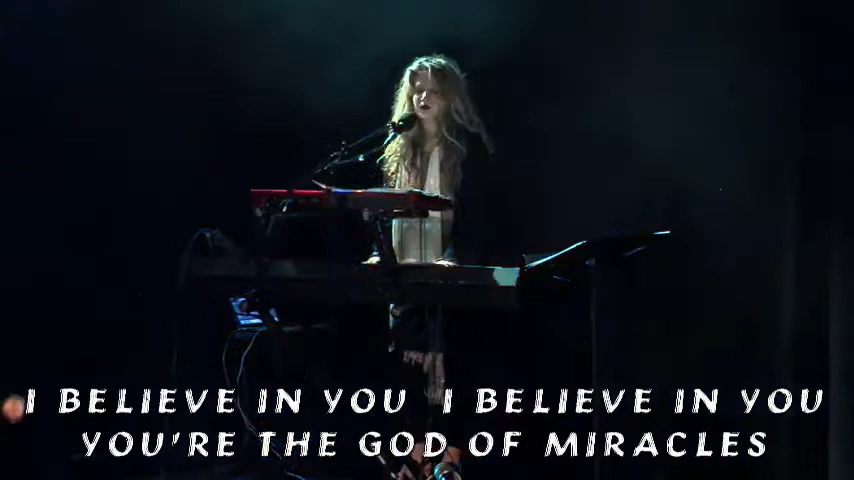 I BELIEVE IN YOU I BELIEVE IN YOU
YOU'RE THE GOD OF MIRACLES